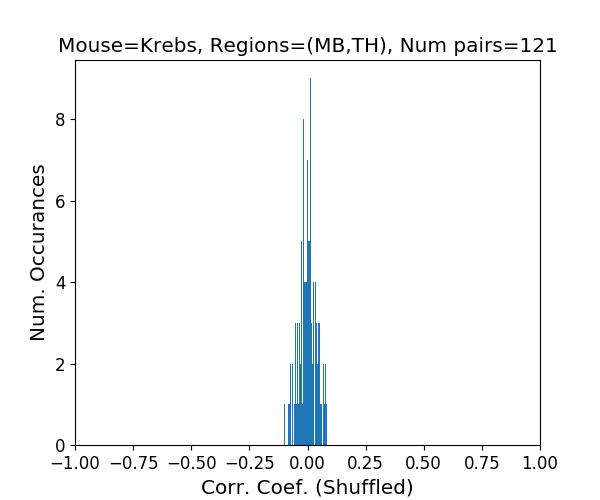 Mouse=Krebs, Regions=(MB,TH), Num pairs=121
Num. Occurances
8
6
4
2
0
−1.00 −0.75 −0.50 −0.25 0.00 0.25 0.50 0.75 1.00
Corr. Coef. (Shuffled)